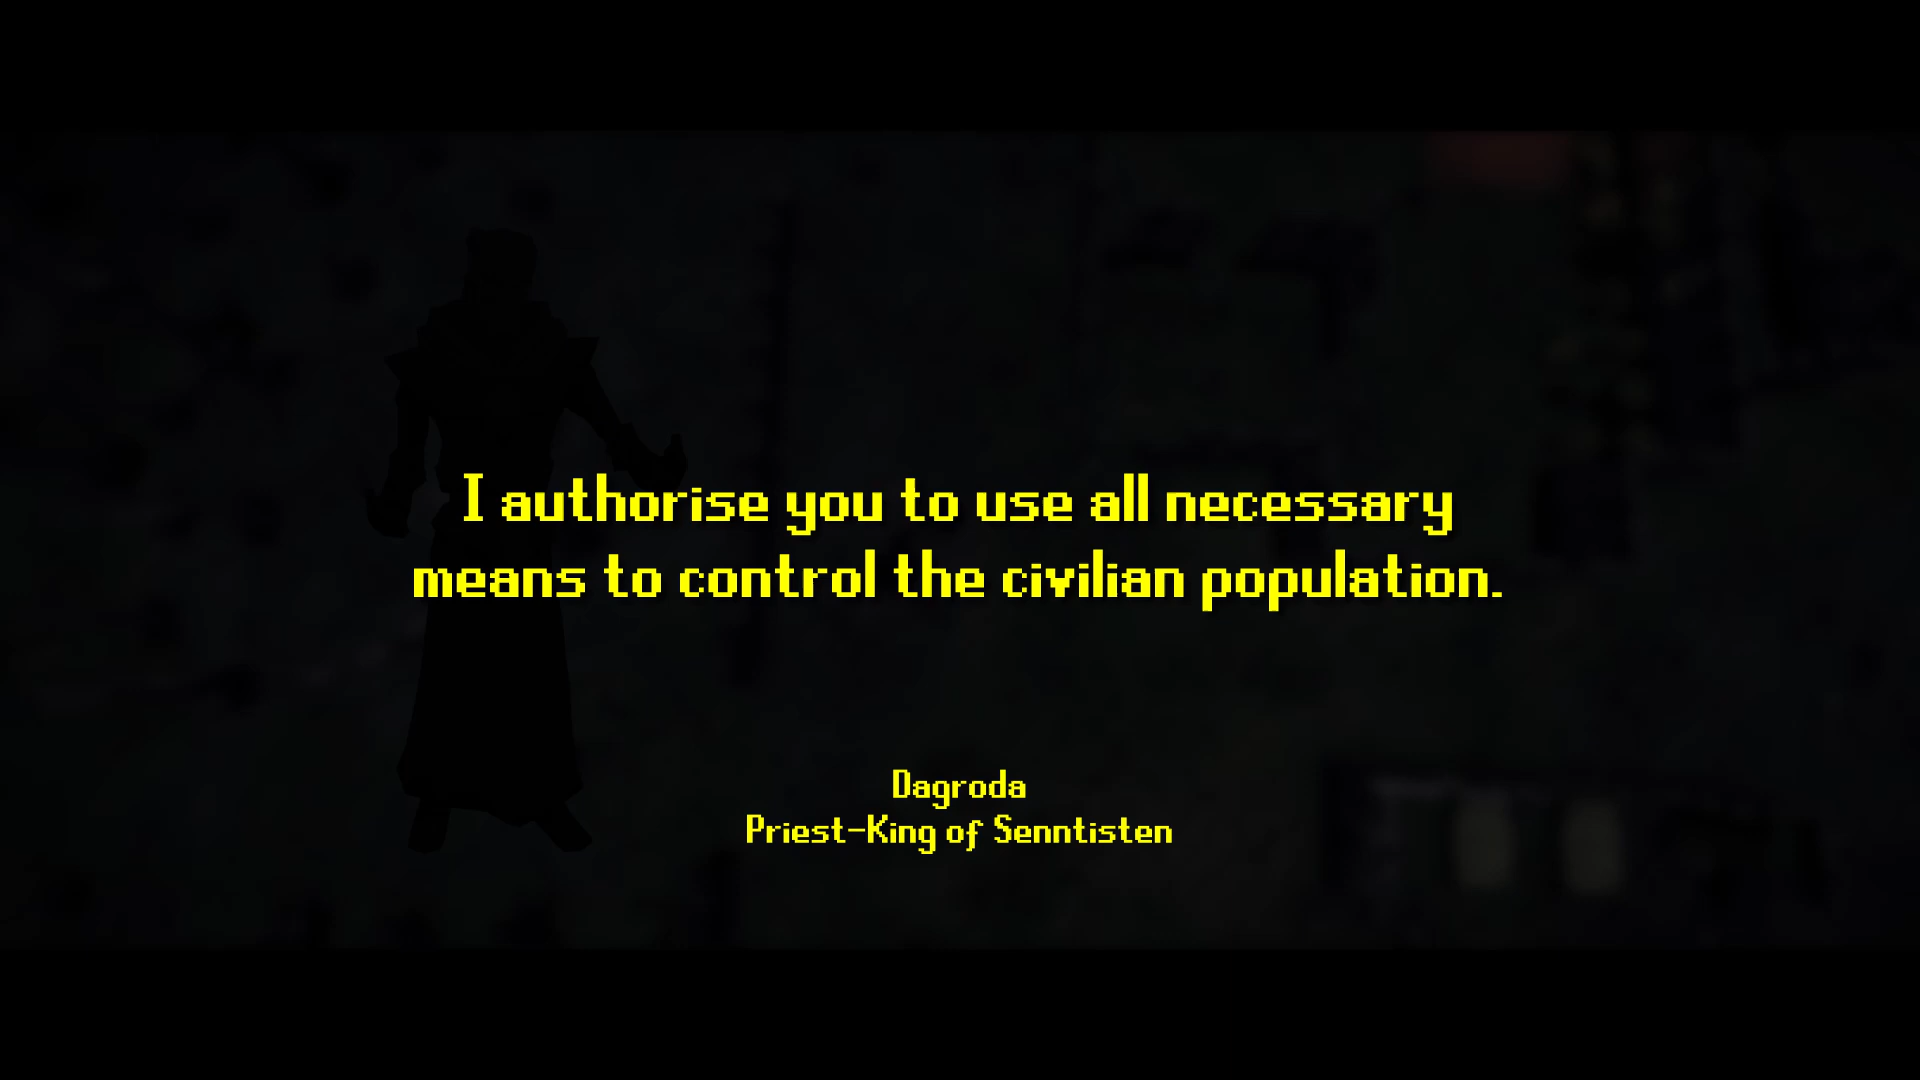 I authorise you to use all necessary
means to control the civilian population.
Dagroda
Priest-King of Senntisten